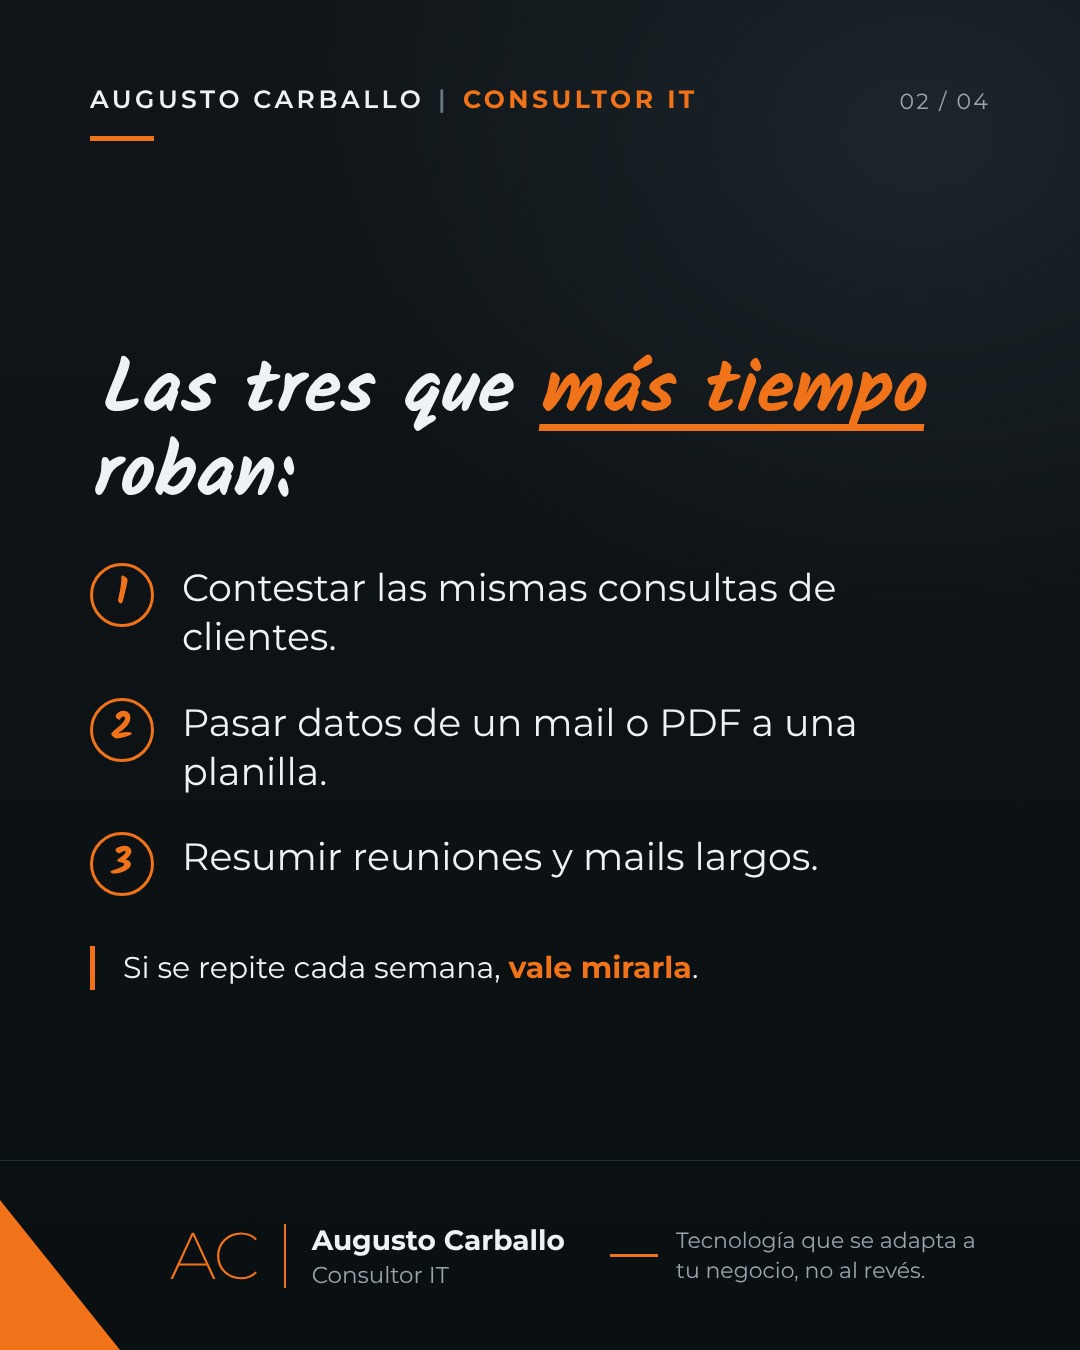 AUGUSTO CARBALLO | CONSULTOR IT
02 / 04
Las tres que más tiempo
roban:
1 Contestar las mismas consultas de
clientes.
2 Pasar datos de un mail o PDF a una
planilla.
3 Resumir reuniones y mails largos.
Si se repite cada semana, vale mirarla.
AC
Augusto Carballo
Consultor IT
Tecnología que se adapta a
tu negocio, no al revés.